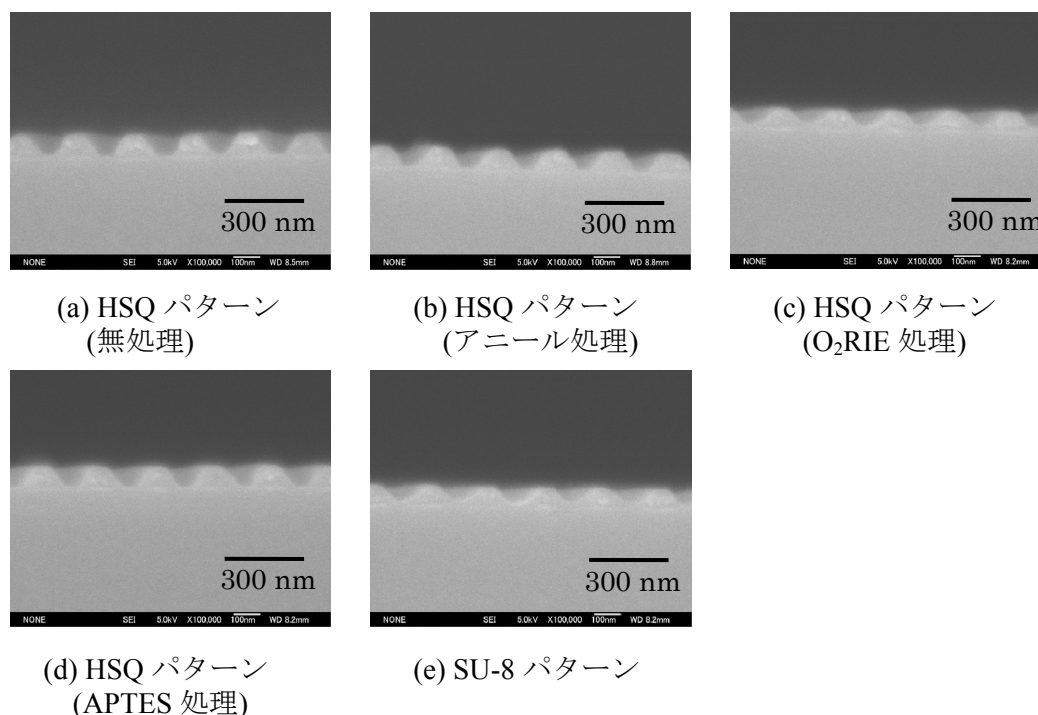 300 nm
NONE SEI 5.0kV X100,000 100nm WD 8.5mm
300 nm
NONE SEI 5.0kV X100,000 100nm WD 8.8mm
300 nm
NONE SEI 5.0kV X100,000 100nm WD 8.2mm
(a) HSQ パターン
(無処理)
(b) HSQ パターン
(アニール処理)
(c) HSQ パターン
(O₂RIE 処理)
300 nm
NONE SEI 5.0kV X100,000 100nm WD 8.2mm
300 nm
NONE SEI 5.0kV X100,000 100nm WD 8.2mm
(d) HSQ パターン
(APTES 処理)
(e) SU-8 パターン